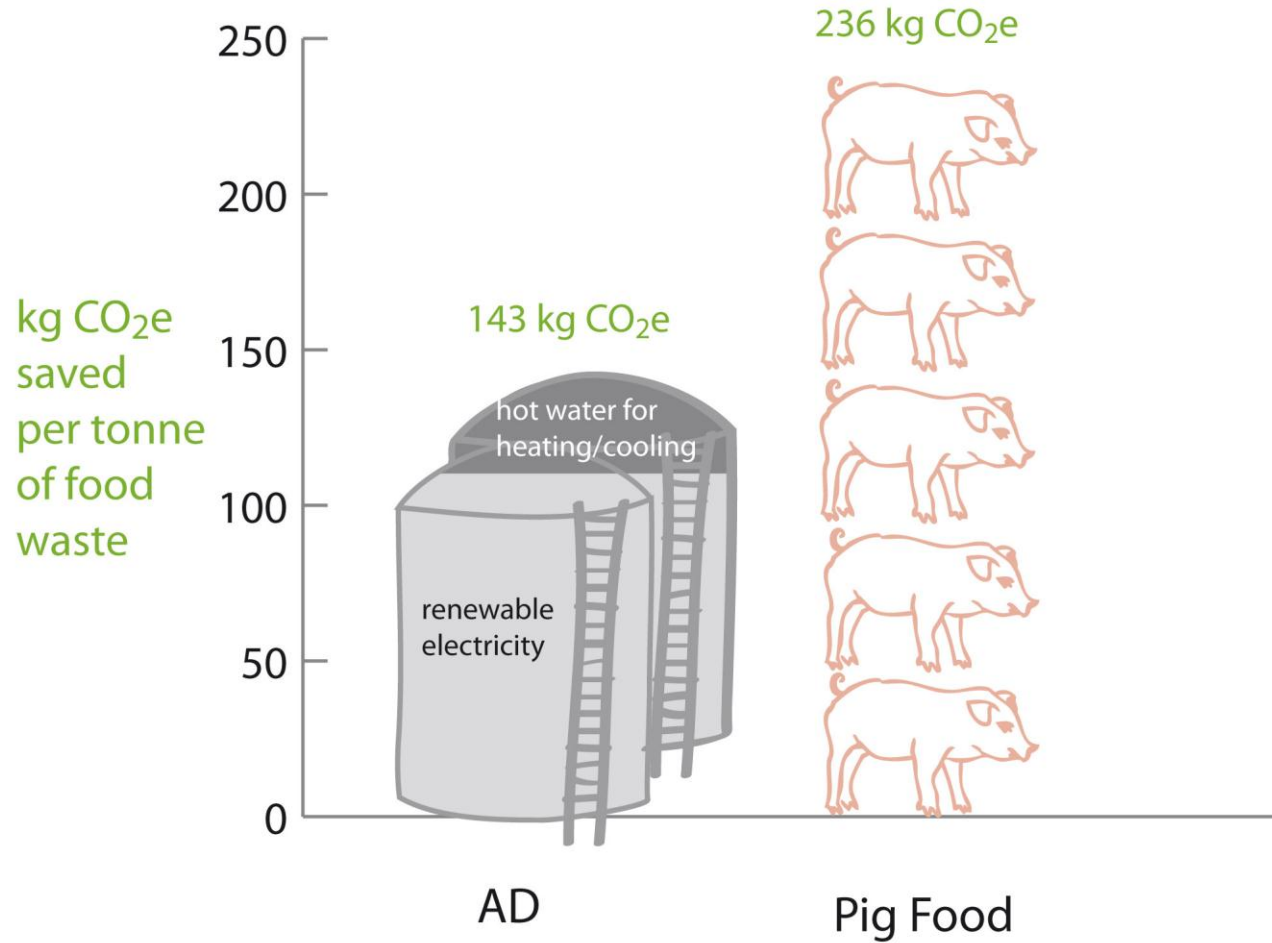 236 kg CO₂e
250
200
150
100
50
0
kg CO₂e
saved
per tonne
of food
waste
143 kg CO₂e
hot water for
heating/cooling
renewable
electricity
AD
Pig Food